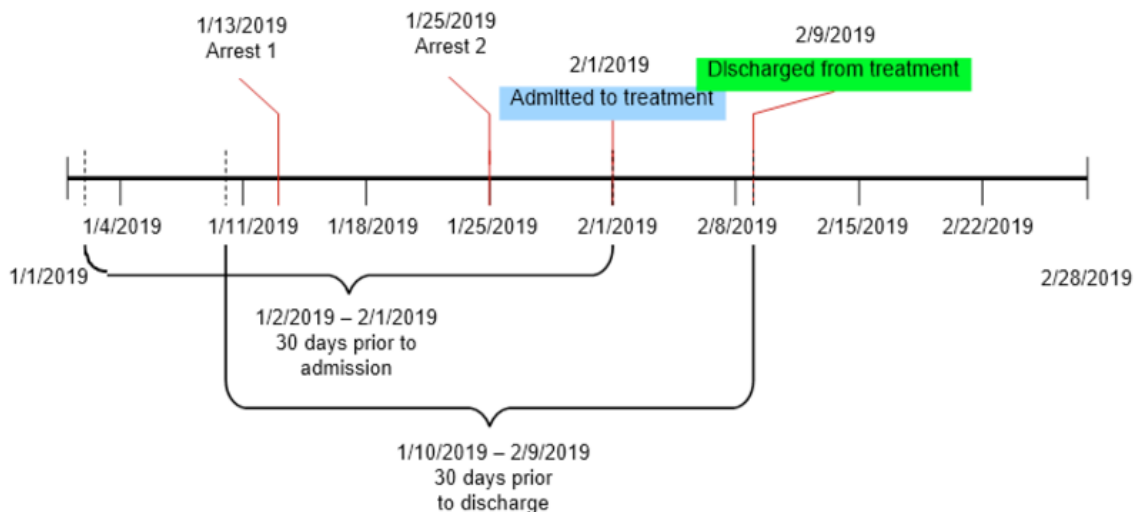 1/13/2019
Arrest 1
1/25/2019
Arrest 2
2/1/2019
Admitted to treatment
2/9/2019
Discharged from treatment
1/4/2019
1/11/2019
1/18/2019
1/25/2019
2/1/2019
2/8/2019
2/15/2019
2/22/2019
1/1/2019
2/28/2019
1/2/2019 – 2/1/2019
30 days prior to
admission
1/10/2019 – 2/9/2019
30 days prior
to discharge